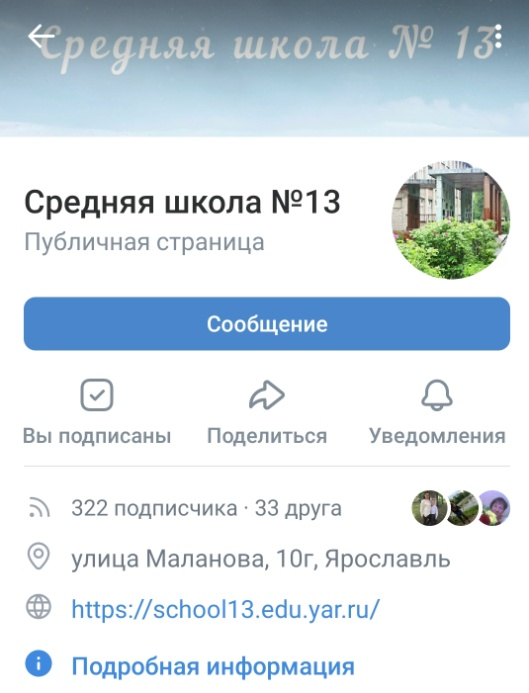 Средняя школа № 13
Средняя школа №13
Публичная страница
Сообщение
Вы подписаны
Поделиться
Уведомления
322 подписчика · 33 друга
улица Маланова, 10г, Ярославль
https://school13.edu.yar.ru/
Подробная информация